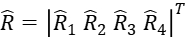 R̂ = |R̂₁ R̂₂ R̂₃ R̂₄|ᵀ